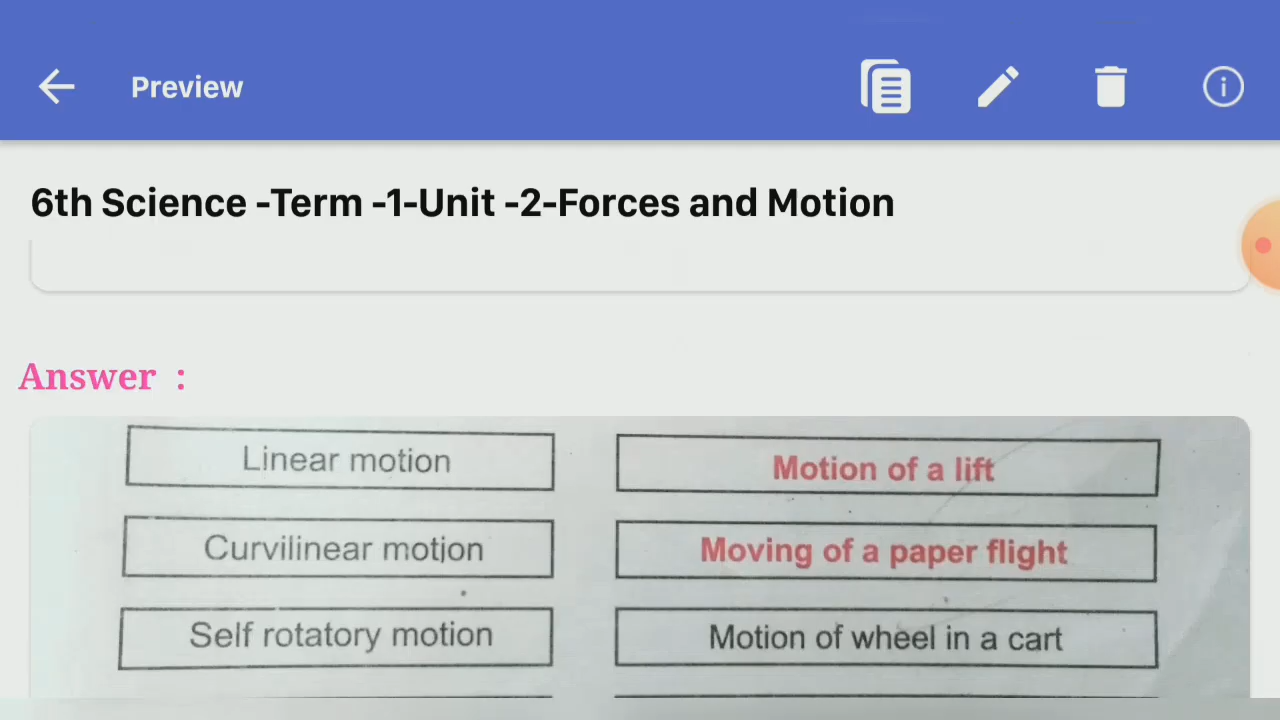 Preview
6th Science -Term -1-Unit -2-Forces and Motion
Answer :
Linear motion
Motion of a lift
Curvilinear motion
Moving of a paper flight
Self rotatory motion
Motion of wheel in a cart